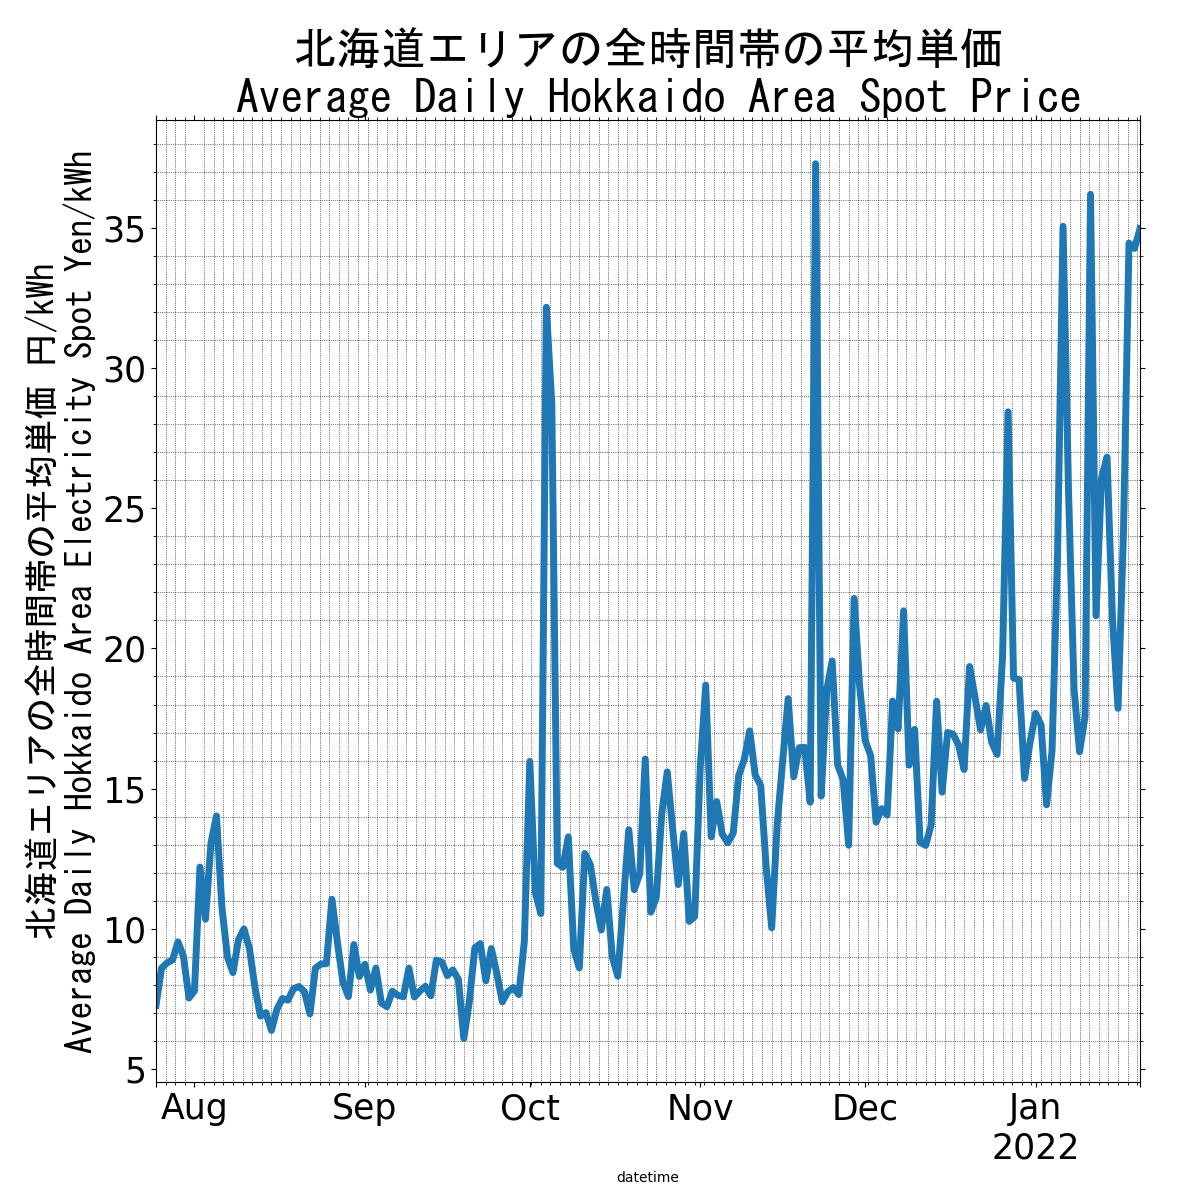 北海道エリアの全時間帯の平均単価
Average Daily Hokkaido Area Spot Price
北海道エリアの全時間帯の平均単価 円/kWh
Average Daily Hokkaido Area Electricity Spot Yen/kWh
35
30
25
20
15
10
5
Aug Sep Oct Nov Dec Jan
2022
datetime